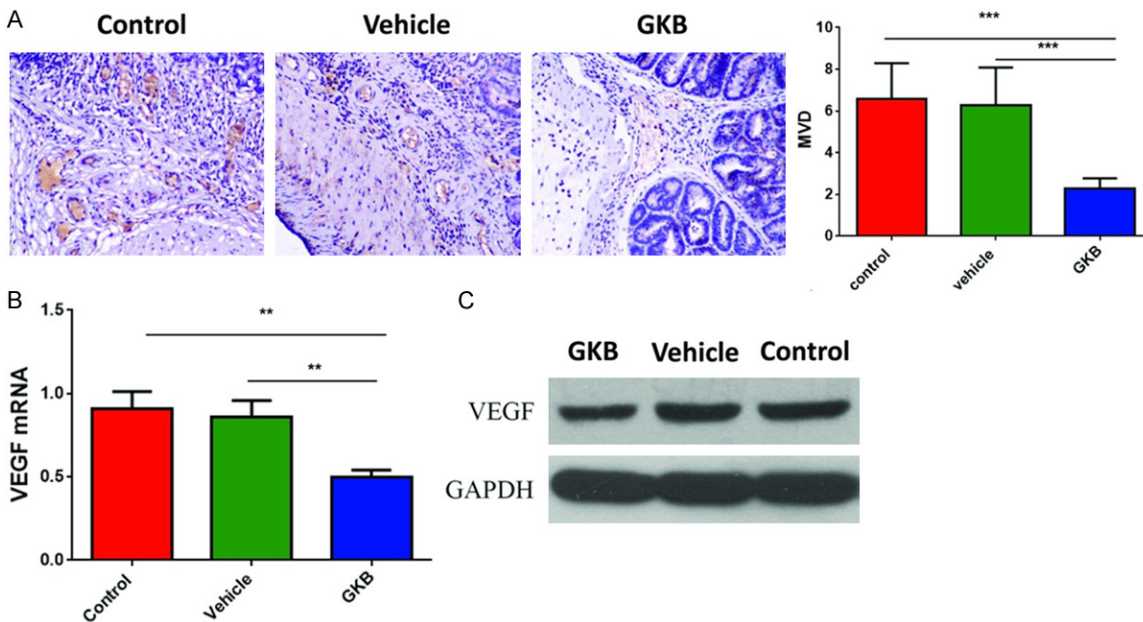 A
Control
Vehicle
GKB
***
***
8
6
4
2
0
MVD
control
vehicle
GKB
B
**
**
1.5
1.0
0.5
0.0
VEGF mRNA
Control
Vehicle
GKB
C
GKB Vehicle Control
VEGF
GAPDH